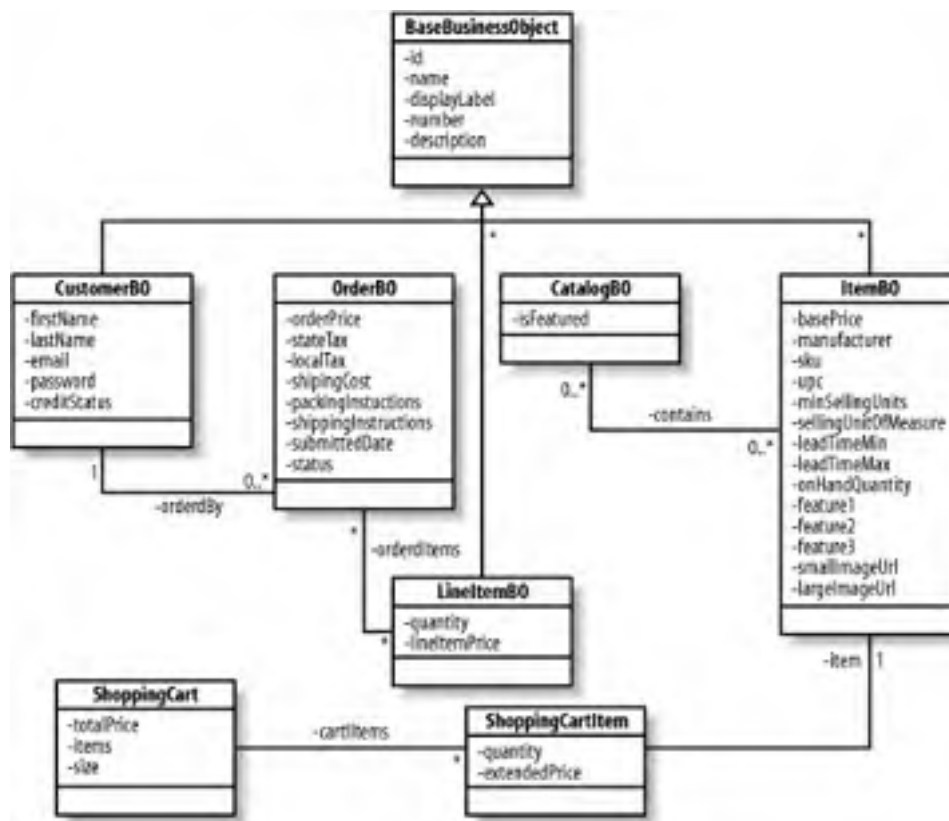 BaseBusinessObject
-id
-name
-displayLabel
-number
-description
*
*
CustomerBO
-firstName
-lastName
-email
-password
-creditStatus
OrderBO
-orderPrice
-stateTax
-localTax
-shipingCost
-packingInstuctions
-shippingInstructions
-submittedDate
-status
CatalogBO
-isFeatured
ItemBO
-basePrice
-manufacturer
-sku
-upc
-minSellingUnits
-sellingUnitOfMeasure
-leadTimeMin
-leadTimeMax
-onHandQuantity
-feature1
-feature2
-feature3
-smallImageUrl
-largeImageUrl
0..*
-contains
0..*
1
0..*
-orderdBy
*
-orderdItems
*
LineItemBO
-quantity
-lineItemPrice
-item
1
ShoppingCart
-totalPrice
-items
-size
-cartItems
*
ShoppingCartItem
-quantity
-extendedPrice